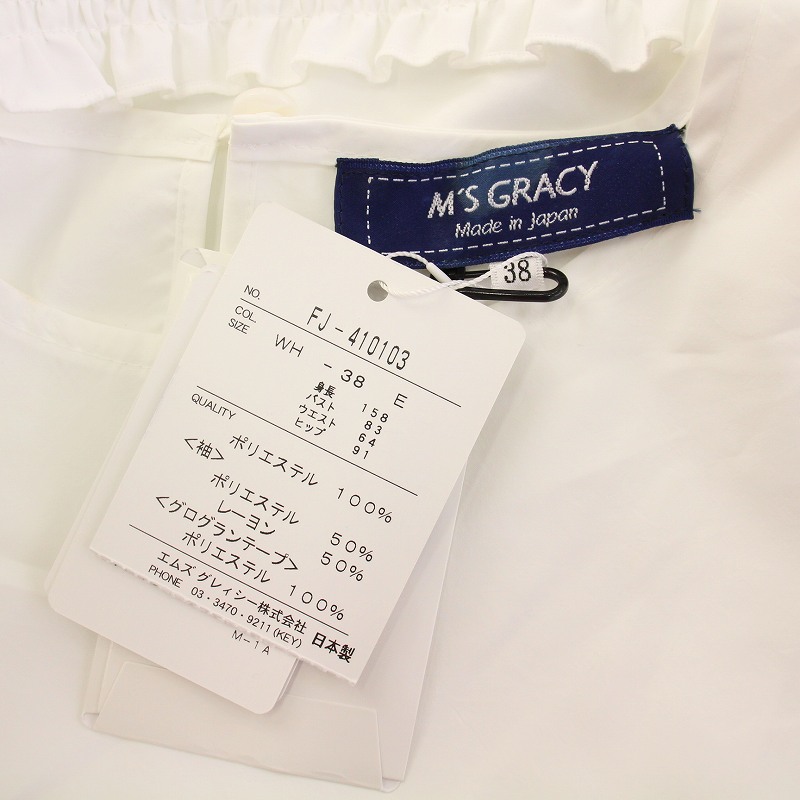 M'S GRACY
Made in Japan
38
NO. FJ-410103
COL. WH
SIZE -38 E
身長 158
バスト 83
ウエスト 64
ヒップ 91
QUALITY
ポリエステル 100%
<袖>
ポリエステル 50%
レーヨン 50%
<グログランテープ>
ポリエステル 100%
エムズ グレイシー株式会社
PHONE 03-3470-9211(KEY) 日本製
M-1A